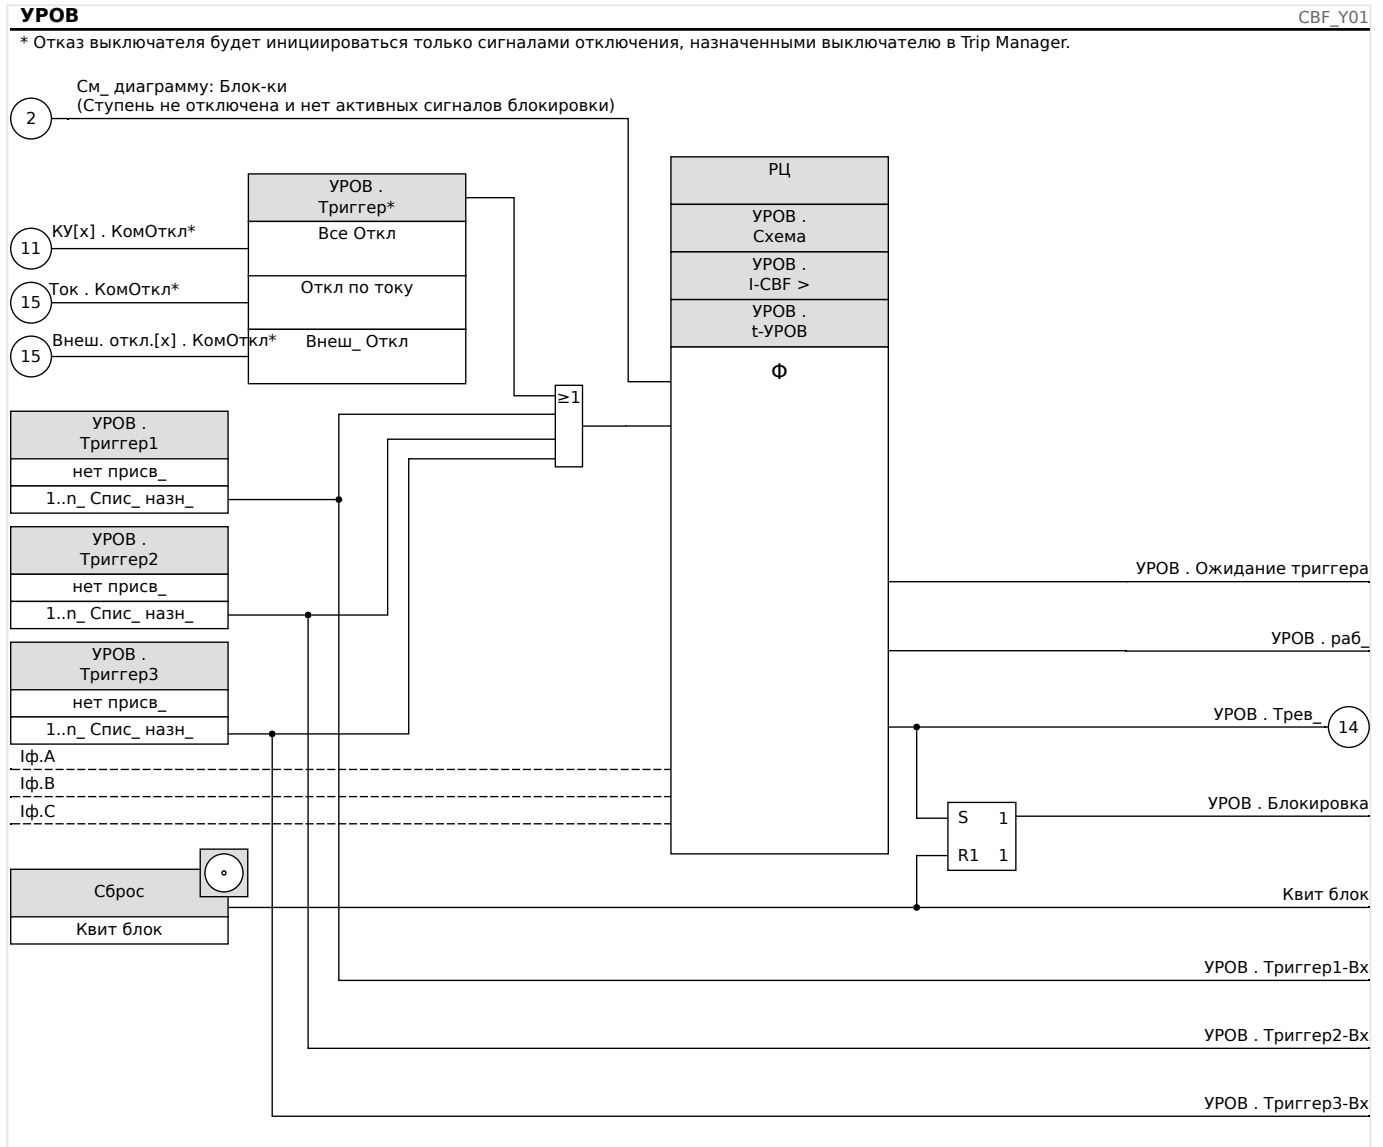 УРОВ
CBF_Y01
* Отказ выключателя будет инициироваться только сигналами отключения, назначенными выключателю в Trip Manager.
См_ диаграмму: Блок-ки
(Ступень не отключена и нет активных сигналов блокировки)
2
РЦ
УРОВ .
Схема
УРОВ .
I-CBF >
УРОВ .
t-УРОВ
Φ
УРОВ .
Триггер*
Все Откл
Откл по току
Внеш_ Откл
11
КУ[x] . КомОткл*
15
Ток . КомОткл*
15
Внеш. откл.[x] . КомОткл*
≥1
УРОВ .
Триггер1
нет присв_
1..n_ Спис_ назн_
УРОВ .
Триггер2
нет присв_
1..n_ Спис_ назн_
УРОВ .
Триггер3
нет присв_
1..n_ Спис_ назн_
Iф.A
Iф.B
Iф.C
УРОВ . Ожидание триггера
УРОВ . раб_
УРОВ . Трев_
14
УРОВ . Блокировка
S 1
R1 1
Сброс
Квит блок
Квит блок
УРОВ . Триггер1-Вх
УРОВ . Триггер2-Вх
УРОВ . Триггер3-Вх